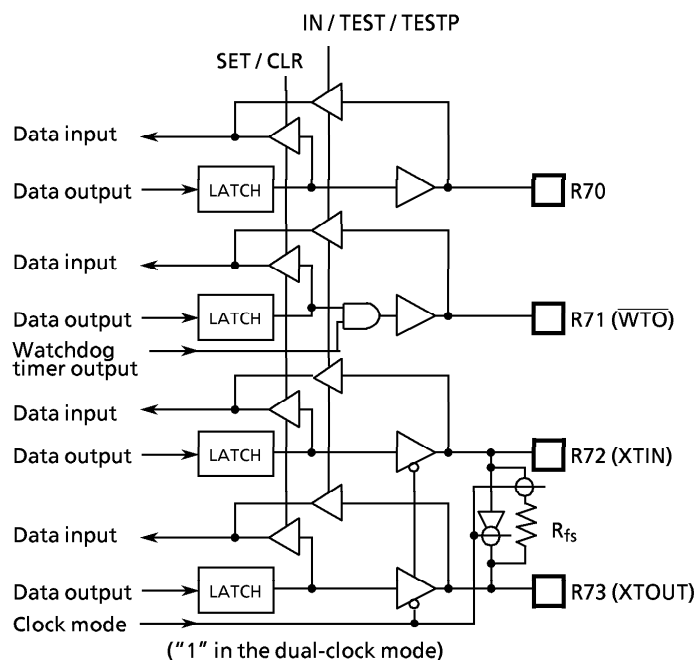 IN / TEST / TESTP
SET / CLR
Data input
Data output
LATCH
R70
Data input
Data output
LATCH
R71 (W̅T̅O̅)
Watchdog
timer output
Data input
Data output
LATCH
R72 (XTIN)
Rfs
Data input
Data output
LATCH
R73 (XTOUT)
Clock mode
("1" in the dual-clock mode)